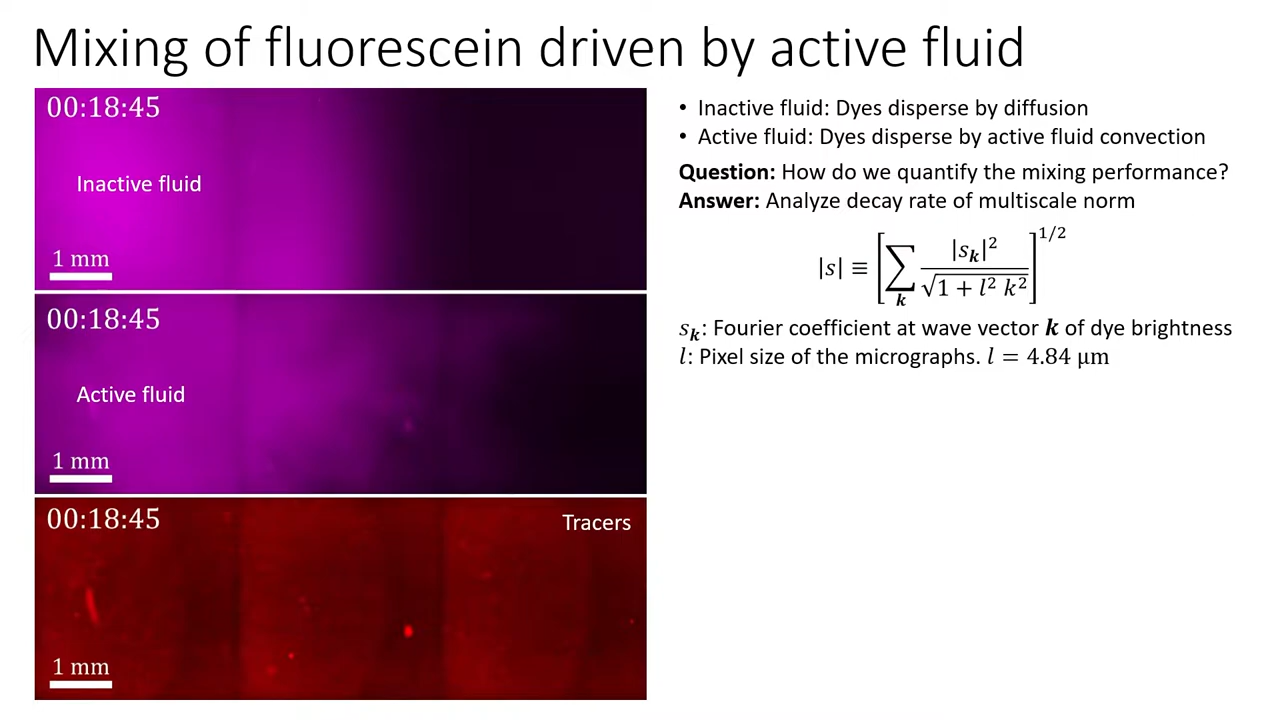 Mixing of fluorescein driven by active fluid
00:18:45
Inactive fluid
1 mm
00:18:45
Active fluid
1 mm
00:18:45
Tracers
1 mm
• Inactive fluid: Dyes disperse by diffusion
• Active fluid: Dyes disperse by active fluid convection
Question: How do we quantify the mixing performance?
Answer: Analyze decay rate of multiscale norm
|s| ≡ [∑_k |s_k|² / √(1 + l² k²)]^{1/2}
s_k: Fourier coefficient at wave vector k of dye brightness
l: Pixel size of the micrographs. l = 4.84 μm